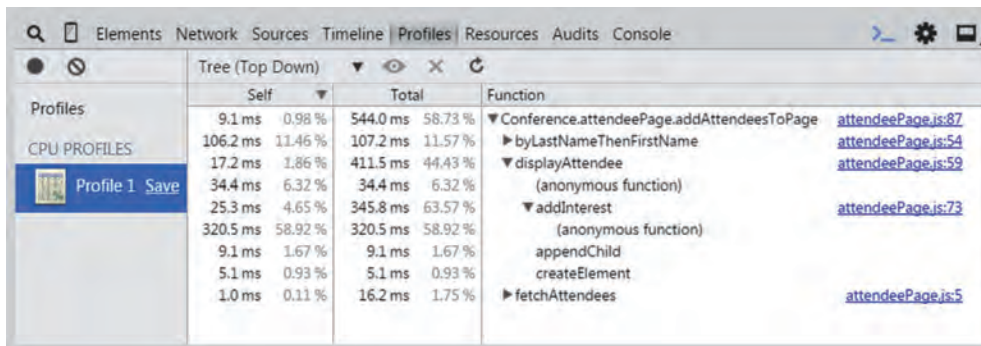 Elements Network Sources Timeline Profiles Resources Audits Console
Tree (Top Down)
Profiles
CPU PROFILES
Profile 1 Save
Self Total Function
9.1 ms 0.98 % 544.0 ms 58.73 % Conference.attendeePage.addAttendeesToPage attendeePage.js:87
106.2 ms 11.46 % 107.2 ms 11.57 % byLastNameThenFirstName attendeePage.js:54
17.2 ms 1.86 % 411.5 ms 44.43 % displayAttendee attendeePage.js:59
34.4 ms 6.32 % 34.4 ms 6.32 % (anonymous function)
25.3 ms 4.65 % 345.8 ms 63.57 % addInterest attendeePage.js:73
320.5 ms 58.92 % 320.5 ms 58.92 % (anonymous function)
9.1 ms 1.67 % 9.1 ms 1.67 % appendChild
5.1 ms 0.93 % 5.1 ms 0.93 % createElement
1.0 ms 0.11 % 16.2 ms 1.75 % fetchAttendees attendeePage.js:5